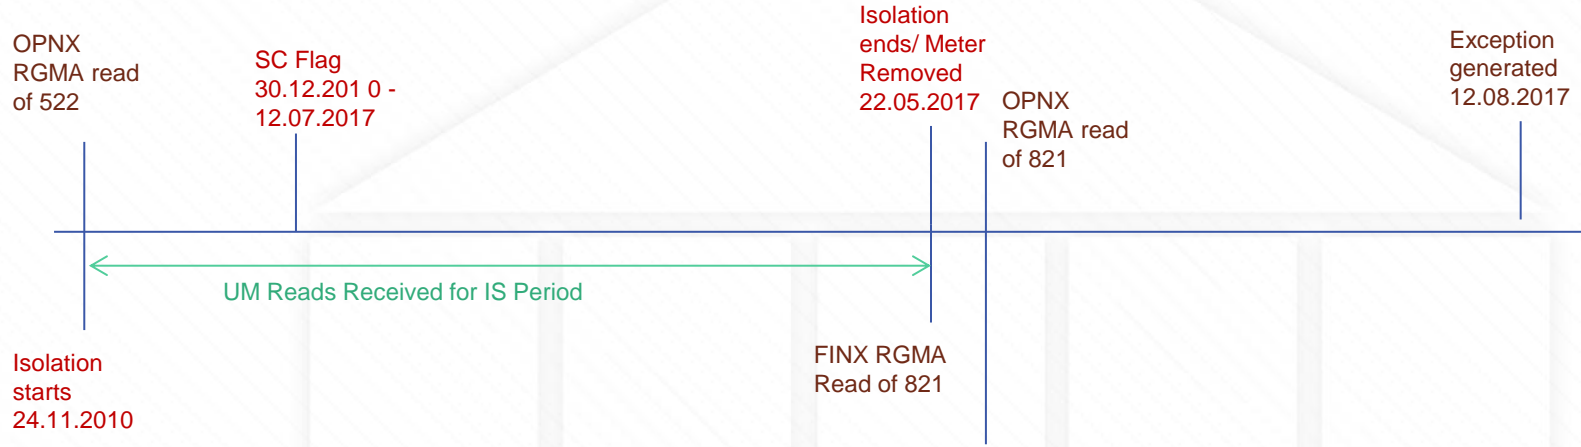 OPNX
RGMA read
of 522
SC Flag
30.12.201 0 -
12.07.2017
Isolation
ends/ Meter
Removed
22.05.2017
OPNX
RGMA read
of 821
Exception
generated
12.08.2017
UM Reads Received for IS Period
Isolation
starts
24.11.2010
FINX RGMA
Read of 821